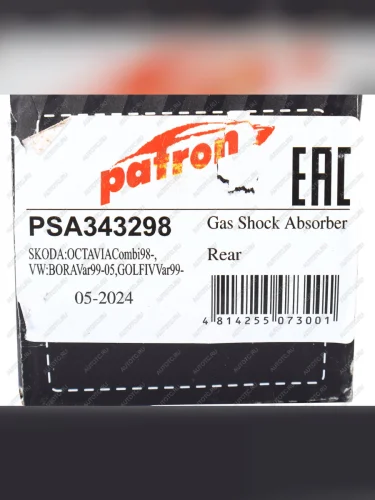 patron
EAC
PSA343298
Gas Shock Absorber
SKODA:OCTAVIACombi98-,
VW:BORAVar99-05,GOLFIVVar99-
Rear
05-2024
4 814255 073001